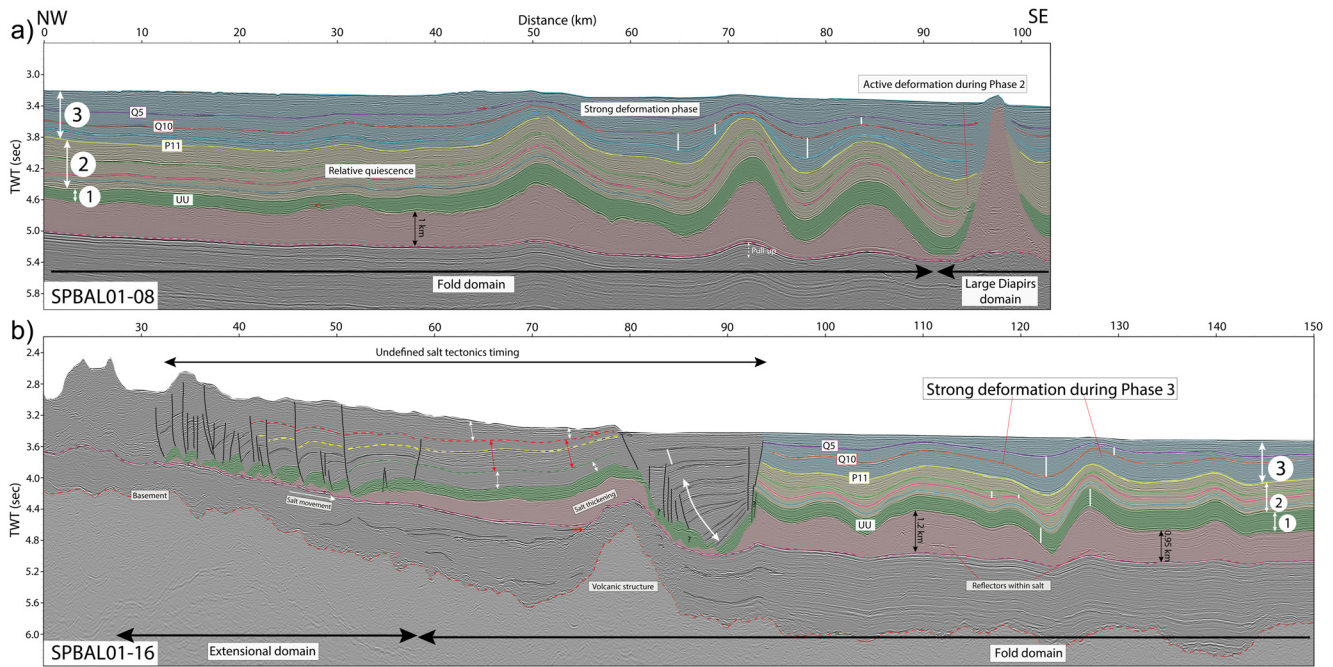 a)
NW
Distance (km)
SE
0 10 20 30 40 50 60 70 80 90 100
TWT (sec)
3.0
3.4
3.8
4.2
4.6
5.0
5.4
5.8
3
2
1
Q5
Q10
P11
UU
Strong deformation phase
Active deformation during Phase 2
Relative quiescence
1 km
Pull-up
Fold domain
Large Diapirs
domain
SPBAL01-08
b)
30 40 50 60 70 80 90 100 110 120 130 140 150
TWT (sec)
2.4
2.8
3.2
3.6
4.0
4.4
4.8
5.2
5.6
6.0
Undefined salt tectonics timing
Strong deformation during Phase 3
Q5
Q10
P11
UU
3
2
1
Basement
Salt movement
Salt thickening
?
?
1.2 km
0.95 km
Volcanic structure
Reflectors within salt
Extensional domain
Fold domain
SPBAL01-16